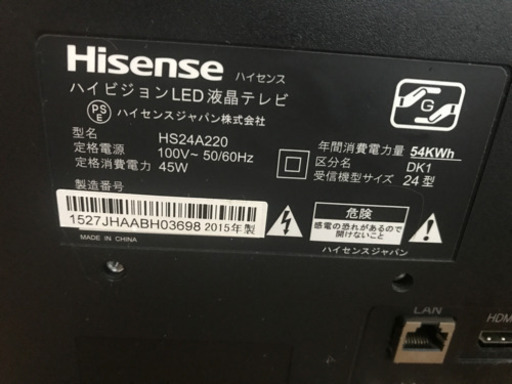 Hisense ハイセンス
ハイビジョンLED液晶テレビ
PSE ハイセンスジャパン株式会社
G
型名 HS24A220
定格電源 100V~ 50/60Hz
定格消費電力 45W
年間消費電力量 54KWh
区分名 DK1
受信機型サイズ 24型
製造番号
1527JHAABH03698 2015年製
MADE IN CHINA
危険
感電の恐れがあるので
開けないこと
ハイセンスジャパン
LAN
HDM